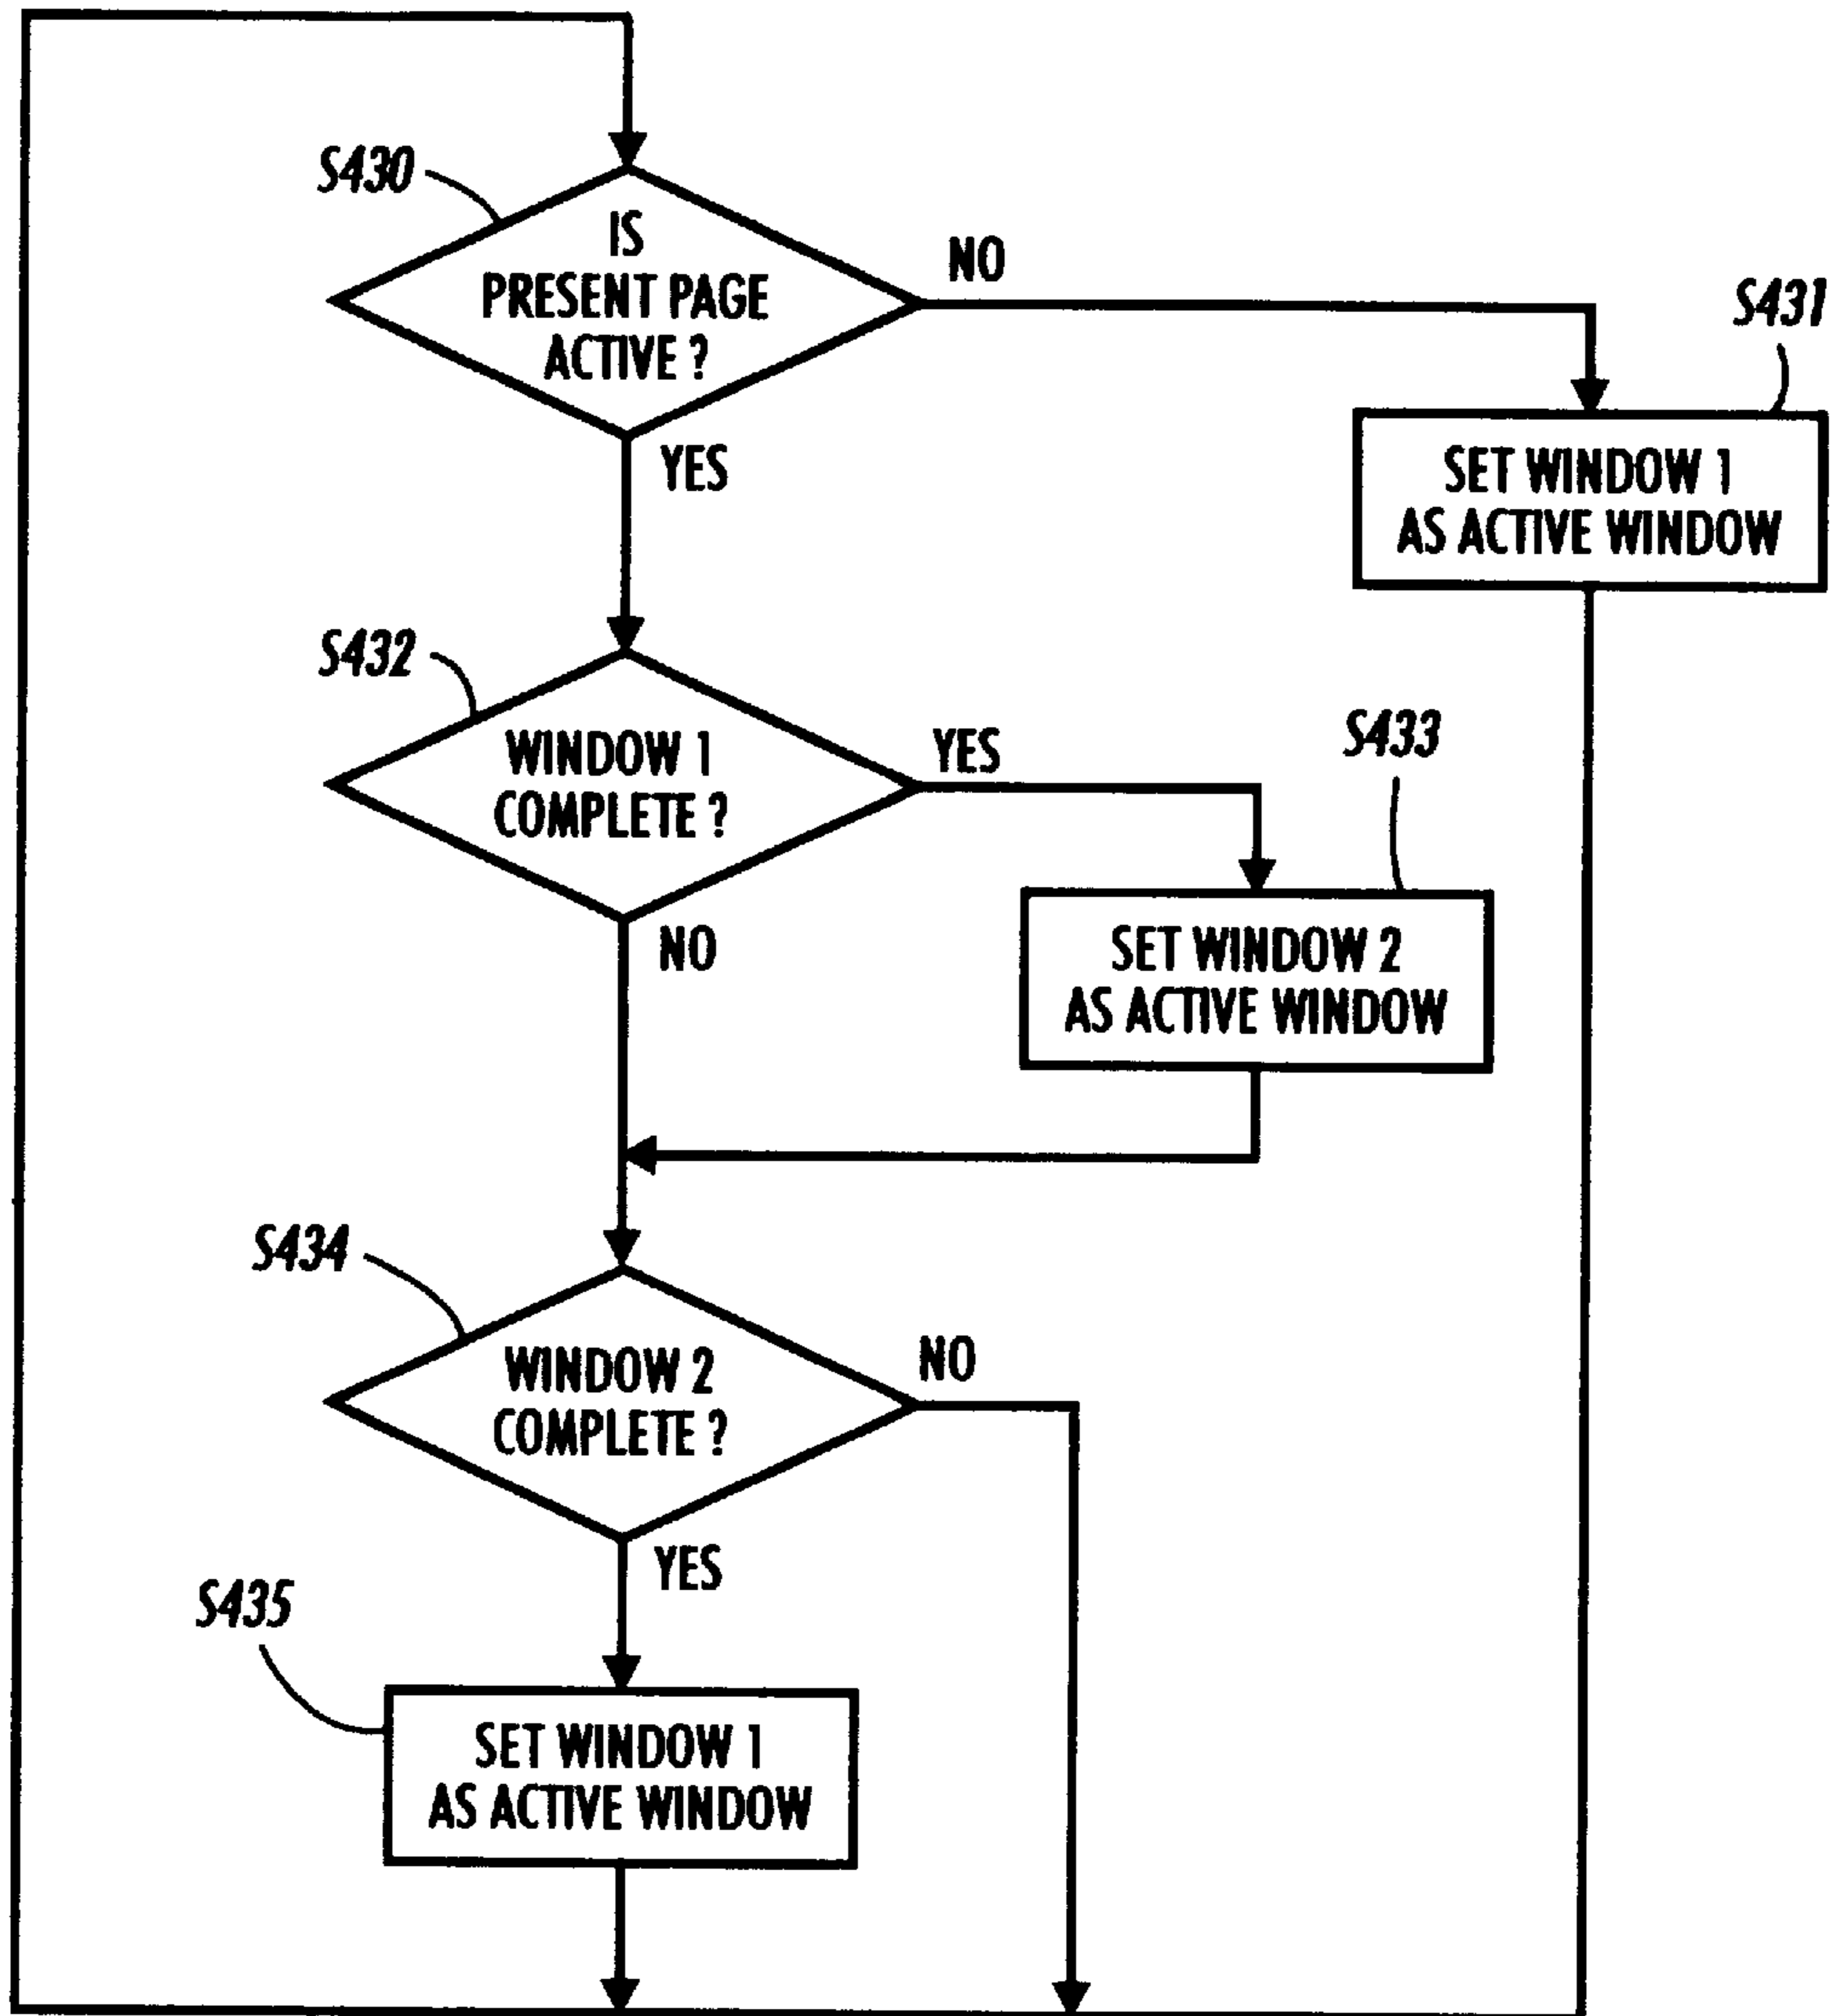 S430
IS
PRESENT PAGE
ACTIVE ?
NO
YES
S431
SET WINDOW 1
AS ACTIVE WINDOW
S432
WINDOW 1
COMPLETE ?
YES
NO
S433
SET WINDOW 2
AS ACTIVE WINDOW
S434
WINDOW 2
COMPLETE ?
NO
YES
S435
SET WINDOW 1
AS ACTIVE WINDOW